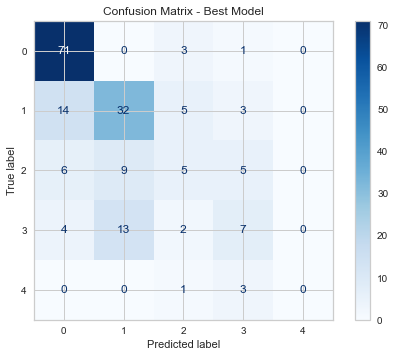 Confusion Matrix - Best Model
0 71 0 3 1 0
1 14 32 5 3 0
2 6 9 5 5 0
3 4 13 2 7 0
4 0 0 1 3 0
0 1 2 3 4
Predicted label
True label
70
60
50
40
30
20
10
0